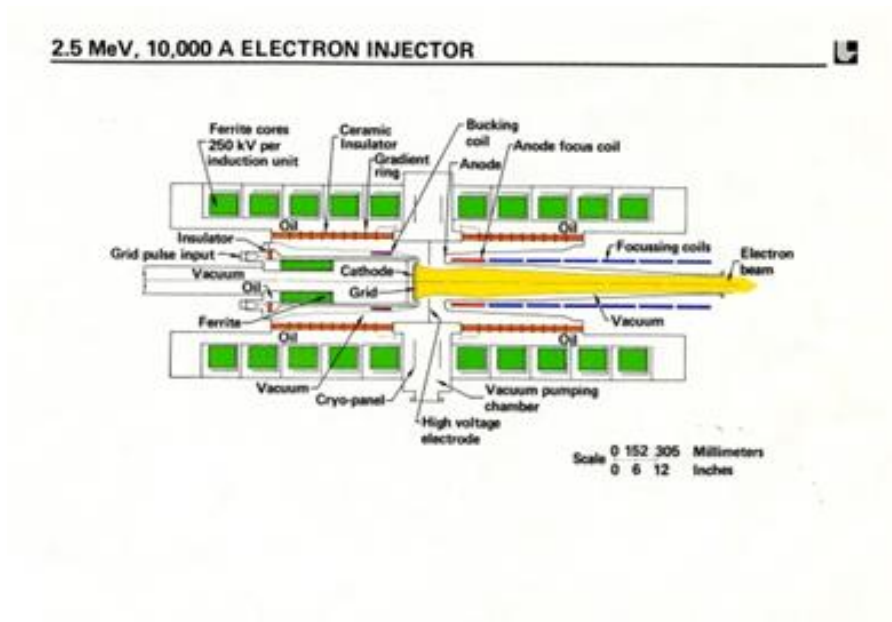 2.5 MeV, 10,000 A ELECTRON INJECTOR
Ferrite cores
250 kV per
induction unit
Ceramic
Insulator
Gradient
ring
Bucking
coil
Anode
Anode focus coil
Oil
Oil
Insulator
Grid pulse input
Vacuum
Oil
Cathode
Grid
Focussing coils
Electron
beam
Ferrite
Vacuum
Oil
Oil
Vacuum
Cryo-panel
Vacuum pumping
chamber
High voltage
electrode
Scale 0 152 305 Millimeters
0 6 12 Inches